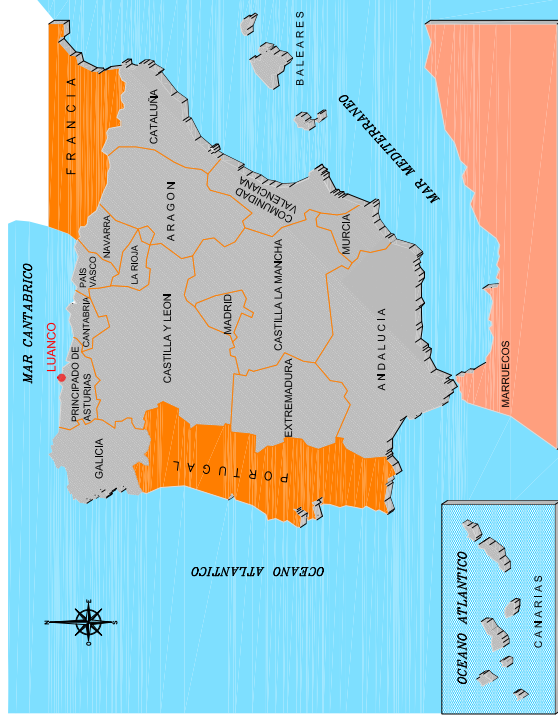 MAR CANTABRICO
LUANCO
FRANCIA
GALICIA
PRINCIPADO DE
ASTURIAS
CANTABRIA
PAÍS
VASCO
NAVARRA
LA RIOJA
ARAGON
CATALUÑA
BALEARES
CASTILLA Y LEON
MADRID
COMUNIDAD
VALENCIANA
MAR MEDITERRANEO
PORTUGAL
EXTREMADURA
CASTILLA LA MANCHA
MURCIA
ANDALUCIA
OCEANO ATLANTICO
MARRUECOS
N
E
S
OCEANO ATLANTICO
CANARIAS